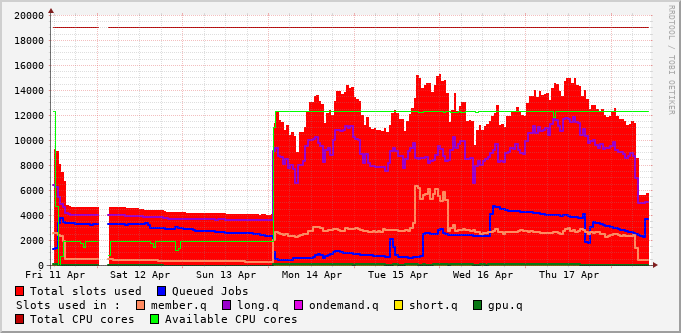 20000
18000
16000
14000
12000
10000
8000
6000
4000
2000
0
Fri 11 Apr Sat 12 Apr Sun 13 Apr Mon 14 Apr Tue 15 Apr Wed 16 Apr Thu 17 Apr
Total slots used Queued Jobs
Slots used in : member.q long.q ondemand.q short.q gpu.q
Total CPU cores Available CPU cores
RRDTOOL / TOBI OETIKER